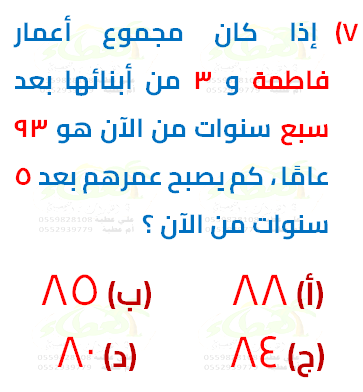 ٧) إذا كان مجموع أعمار
فاطمة و ٣ من أبنائها بعد
سبع سنوات من الآن هو ٩٣
عامًا، كم يصبح عمرهم بعد ٥
سنوات من الآن ؟
(أ) ٨٨ (ب) ٨٥
(ج) ٨٤ (د) ٨٠